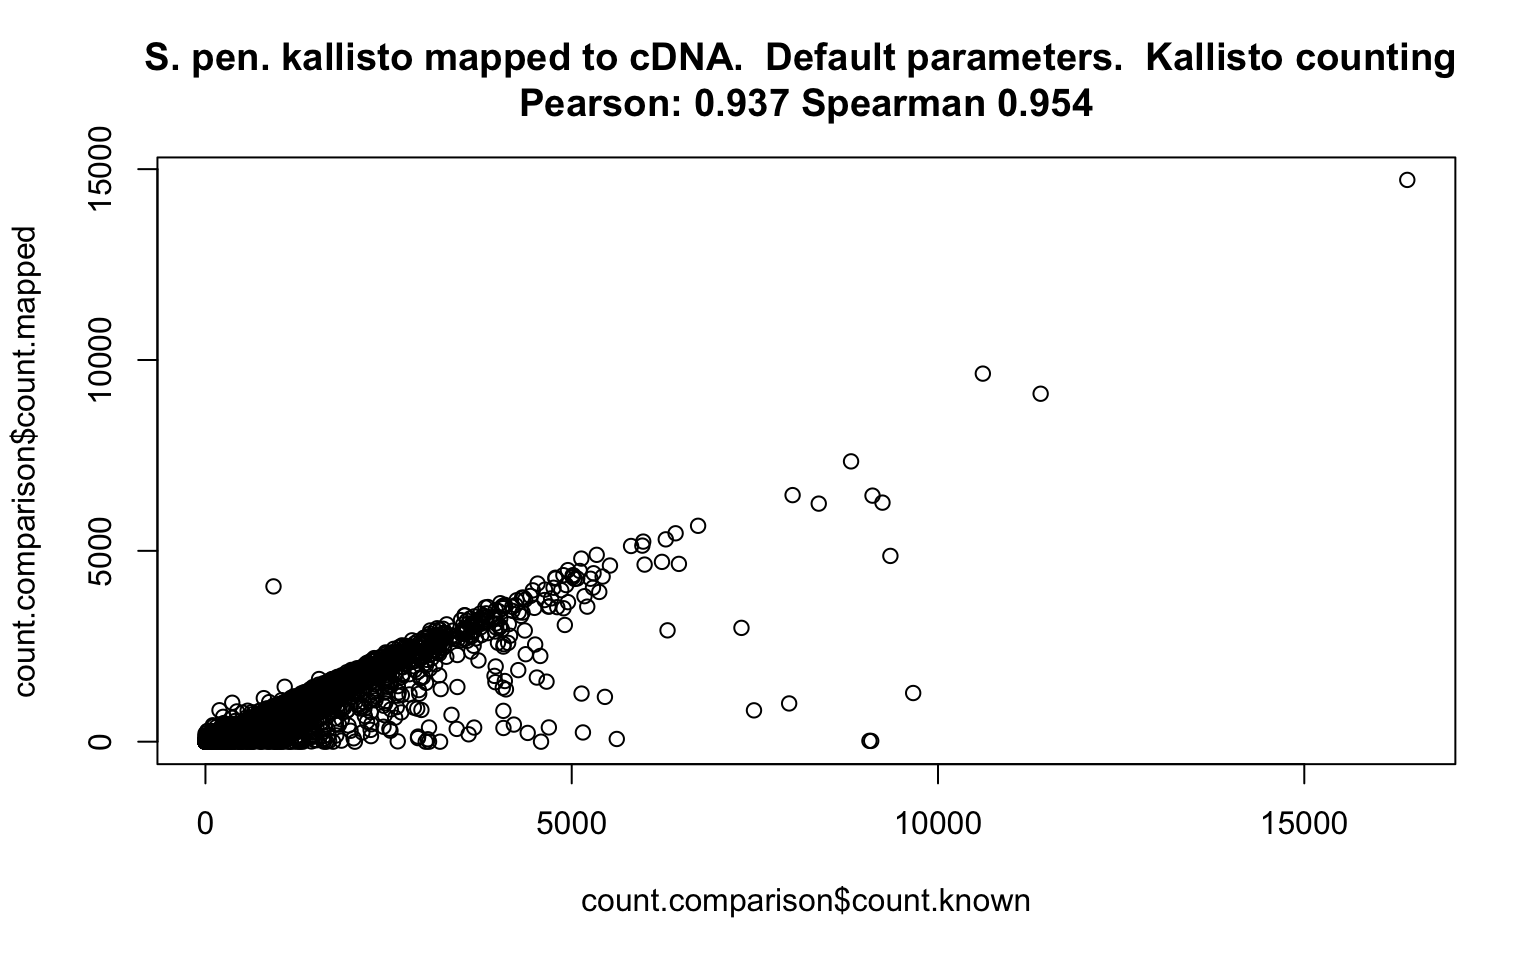 S. pen. kallisto mapped to cDNA.  Default parameters.  Kallisto counting
Pearson: 0.937 Spearman 0.954
count.comparison$count.mapped
15000
10000
5000
0
0 5000 10000 15000
count.comparison$count.known